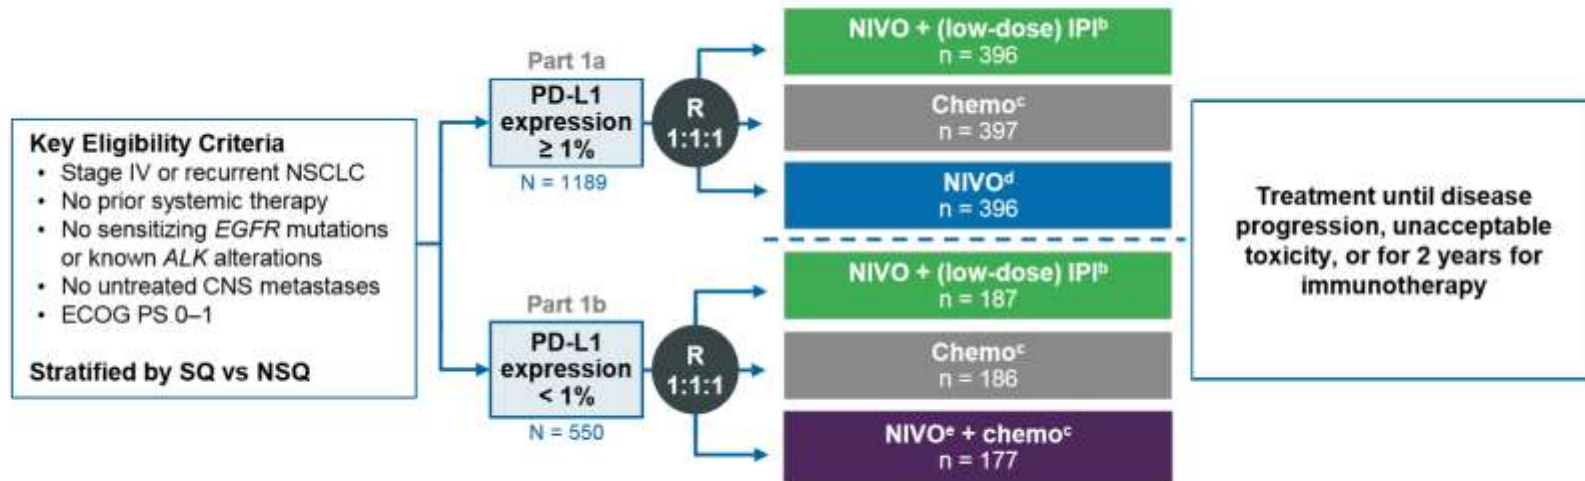 Key Eligibility Criteria
• Stage IV or recurrent NSCLC
• No prior systemic therapy
• No sensitizing EGFR mutations
or known ALK alterations
• No untreated CNS metastases
• ECOG PS 0–1
Stratified by SQ vs NSQ
Part 1a
PD-L1
expression
≥ 1%
N = 1189
R
1:1:1
NIVO + (low-dose) IPIᵇ
n = 396
Chemoᶜ
n = 397
NIVOᵈ
n = 396
Part 1b
PD-L1
expression
< 1%
N = 550
R
1:1:1
NIVO + (low-dose) IPIᵇ
n = 187
Chemoᶜ
n = 186
NIVOᵉ + chemoᶜ
n = 177
Treatment until disease
progression, unacceptable
toxicity, or for 2 years for
immunotherapy